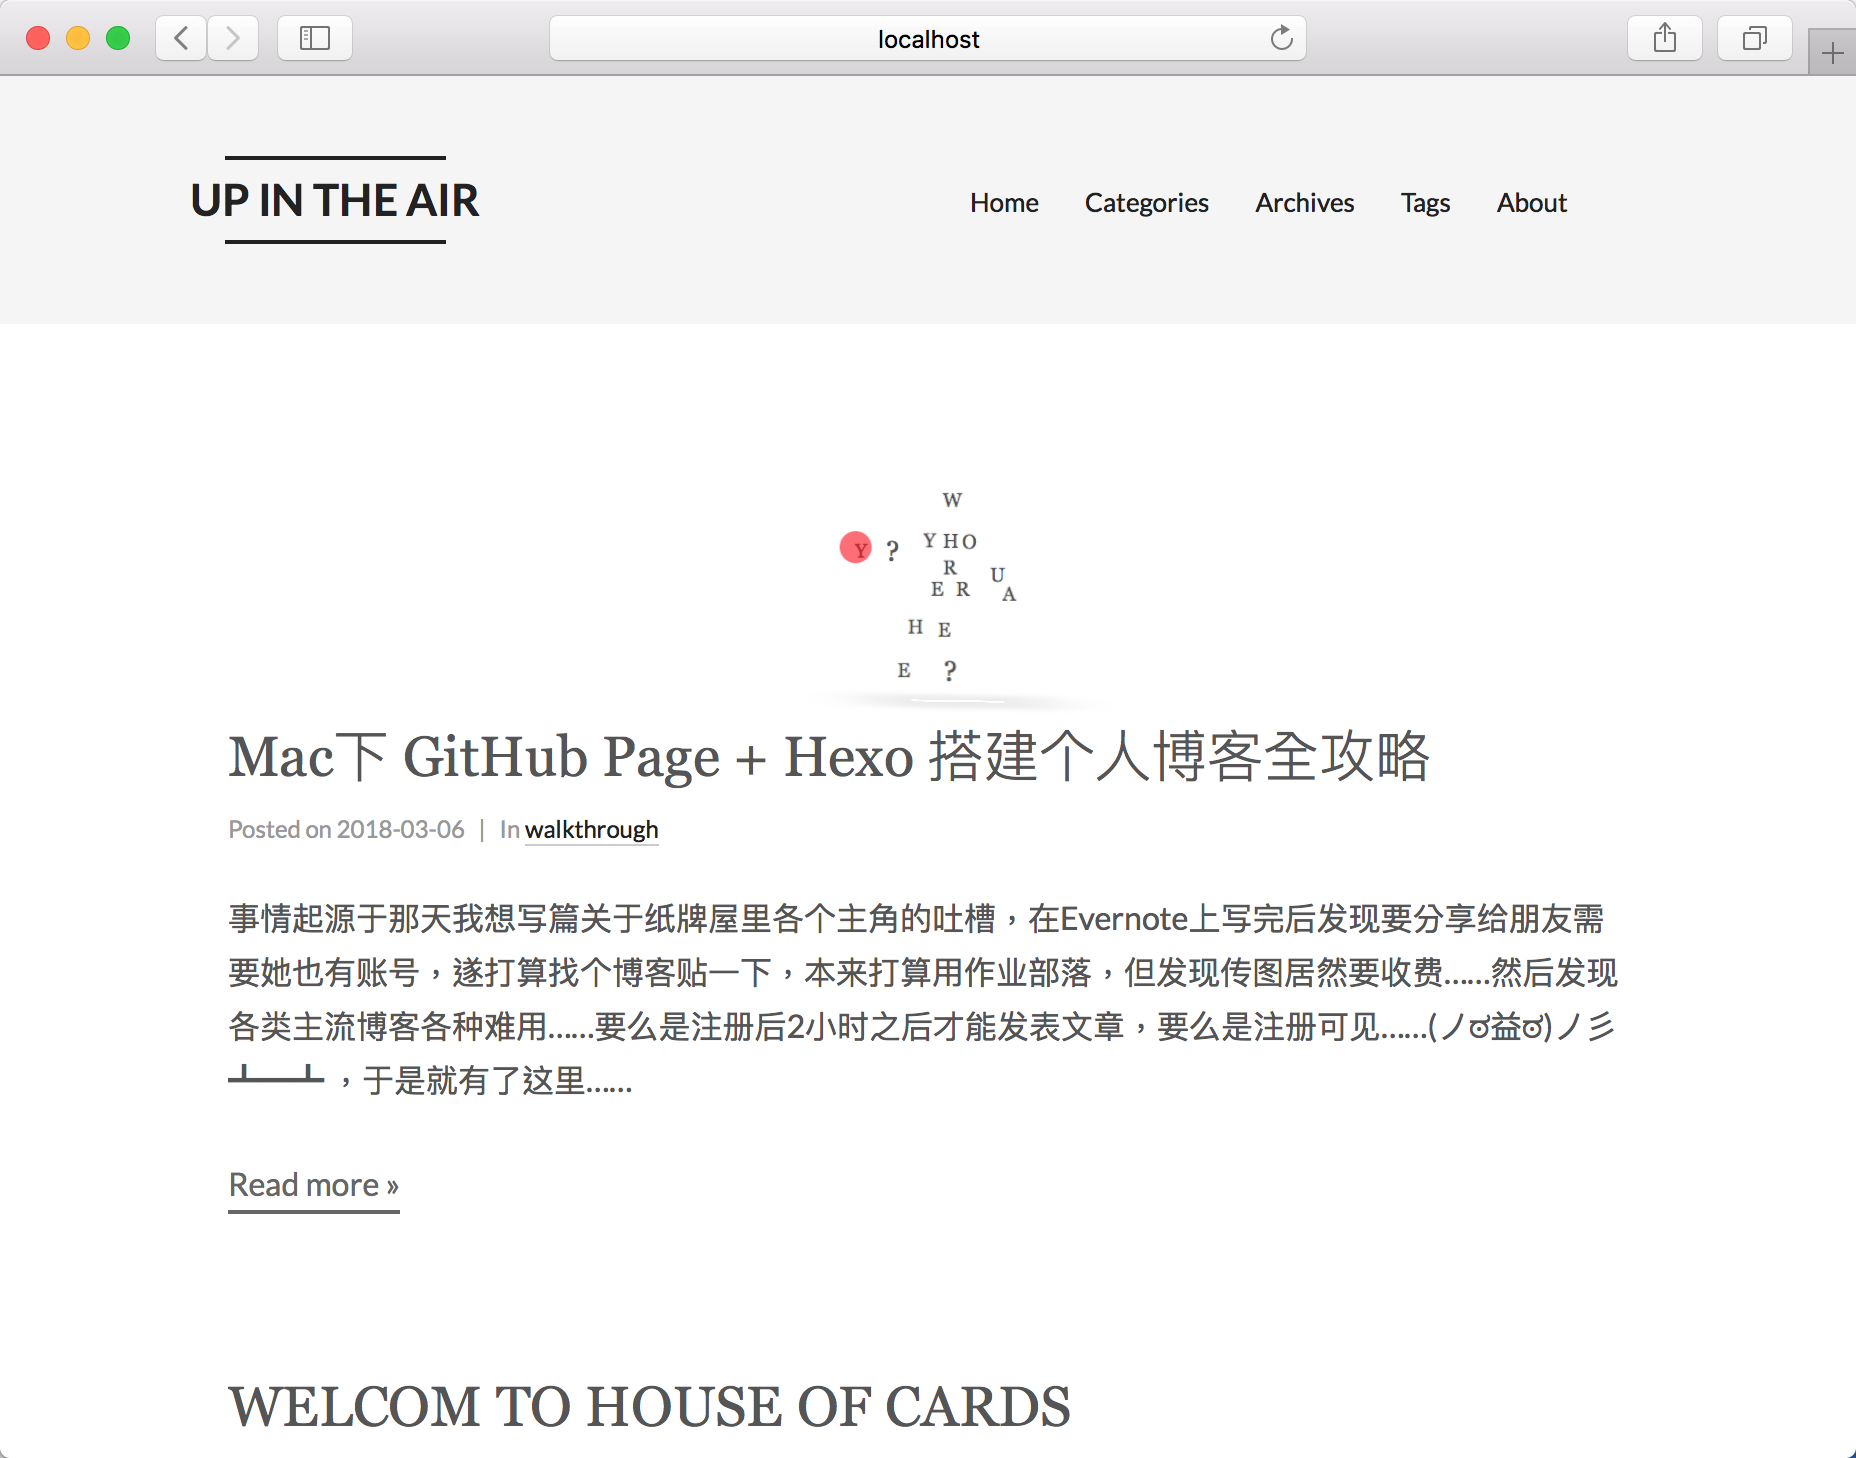 localhost
UP IN THE AIR
Home Categories Archives Tags About
W
Y ? Y H O
R U
E R A
H E
E ?
Mac下 GitHub Page + Hexo 搭建个人博客全攻略
Posted on 2018-03-06 | In walkthrough
事情起源于那天我想写篇关于纸牌屋里各个主角的吐槽，在Evernote上写完后发现要分享给朋友需
要她也有账号，遂打算找个博客贴一下，本来打算用作业部落，但发现传图居然要收费……然后发现
各类主流博客各种难用……要么是注册后2小时之后才能发表文章，要么是注册可见……(ノಠ益ಠ)ノ彡
┻━┻ ，于是就有了这里……
Read more »
WELCOM TO HOUSE OF CARDS